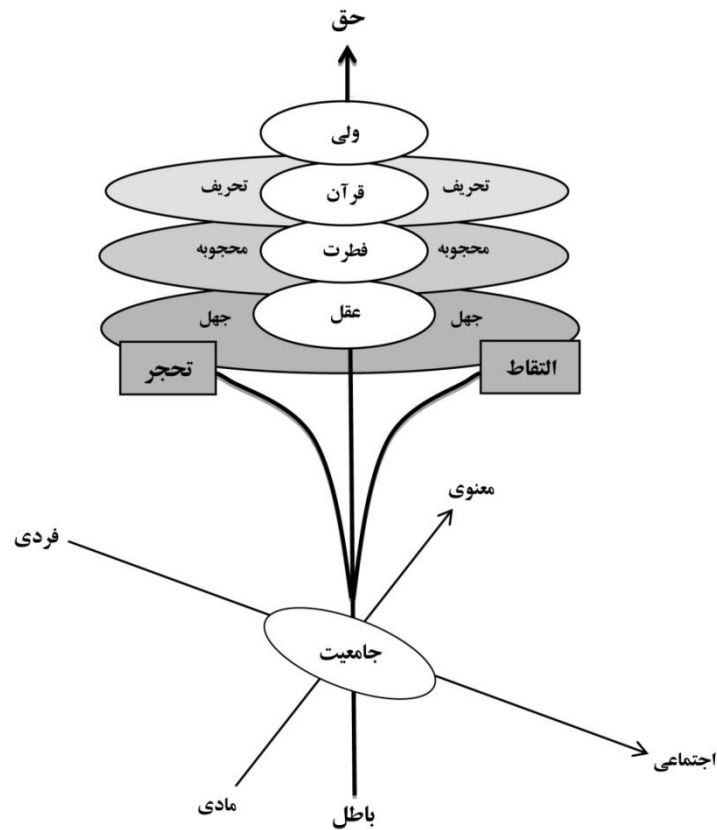 حق
ولی
تحریف
قرآن
تحریف
محجوبه
فطرت
محجوبه
جهل
عقل
جهل
التقاط
تحجر
معنوی
فردی
جامعیت
اجتماعی
مادی
باطل